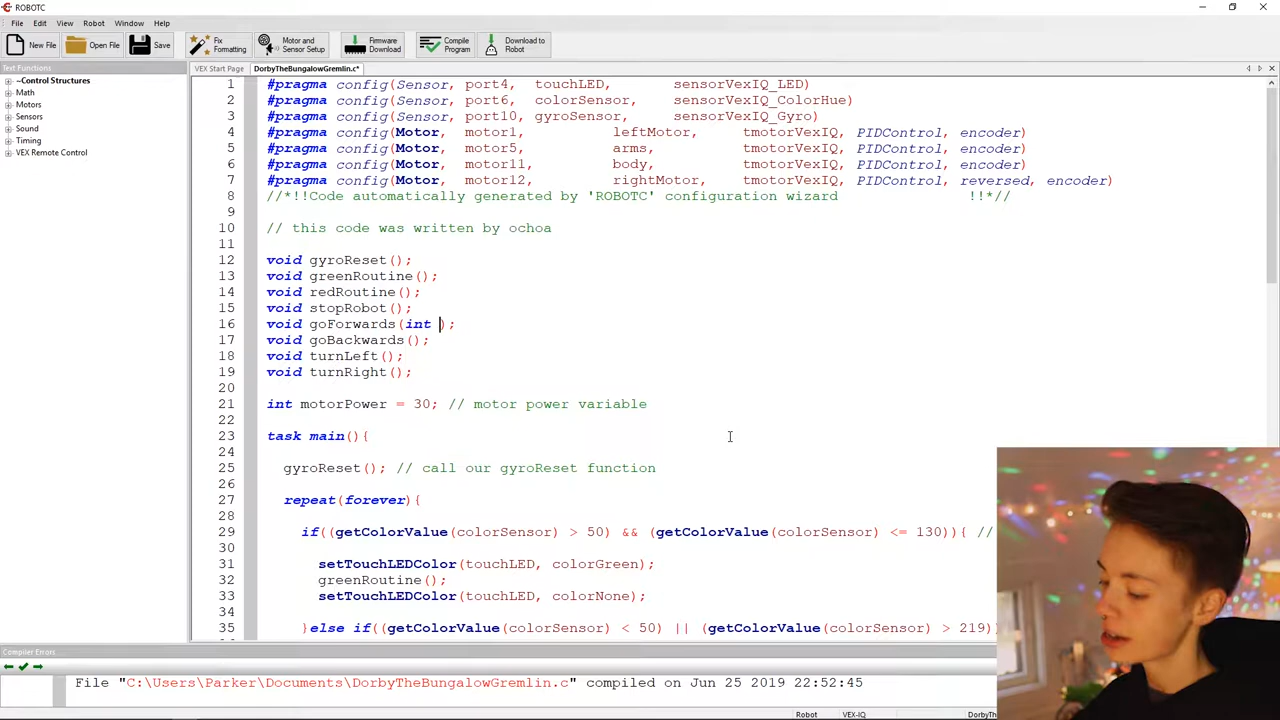 ROBOTC
File Edit View Robot Window Help
New File Open File Save Fix Formatting Motor and Sensor Setup Firmware Download Compile Program Download to Robot
Text Functions
VEX Start Page DorbyTheBungalowGremlin.c*
--Control Structures
Math
Motors
Sensors
Sound
Timing
VEX Remote Control
1 #pragma config(Sensor, port4, touchLED, sensorVexIQ_LED)
2 #pragma config(Sensor, port6, colorSensor, sensorVexIQ_ColorHue)
3 #pragma config(Sensor, port10, gyroSensor, sensorVexIQ_Gyro)
4 #pragma config(Motor, motor1, leftMotor, tmotorVexIQ, PIDControl, encoder)
5 #pragma config(Motor, motor5, arms, tmotorVexIQ, PIDControl, encoder)
6 #pragma config(Motor, motor11, body, tmotorVexIQ, PIDControl, encoder)
7 #pragma config(Motor, motor12, rightMotor, tmotorVexIQ, PIDControl, reversed, encoder)
8 //*!!Code automatically generated by 'ROBOTC' configuration wizard !!*//
9
10 // this code was written by ochoa
11
12 void gyroReset();
13 void greenRoutine();
14 void redRoutine();
15 void stopRobot();
16 void goForwards(int );
17 void goBackwards();
18 void turnLeft();
19 void turnRight();
20
21 int motorPower = 30; // motor power variable
22
23 task main(){
24
25 gyroReset(); // call our gyroReset function
26
27 repeat(forever){
28
29 if((getColorValue(colorSensor) > 50) && (getColorValue(colorSensor) <= 130)){ //
30
31 setTouchLEDColor(touchLED, colorGreen);
32 greenRoutine();
33 setTouchLEDColor(touchLED, colorNone);
34
35 }else if((getColorValue(colorSensor) < 50) || (getColorValue(colorSensor) > 219))
Compiler Errors
File "C:\Users\Parker\Documents\DorbyTheBungalowGremlin.c" compiled on Jun 25 2019 22:52:45
Robot VEX-IQ DorbyTh